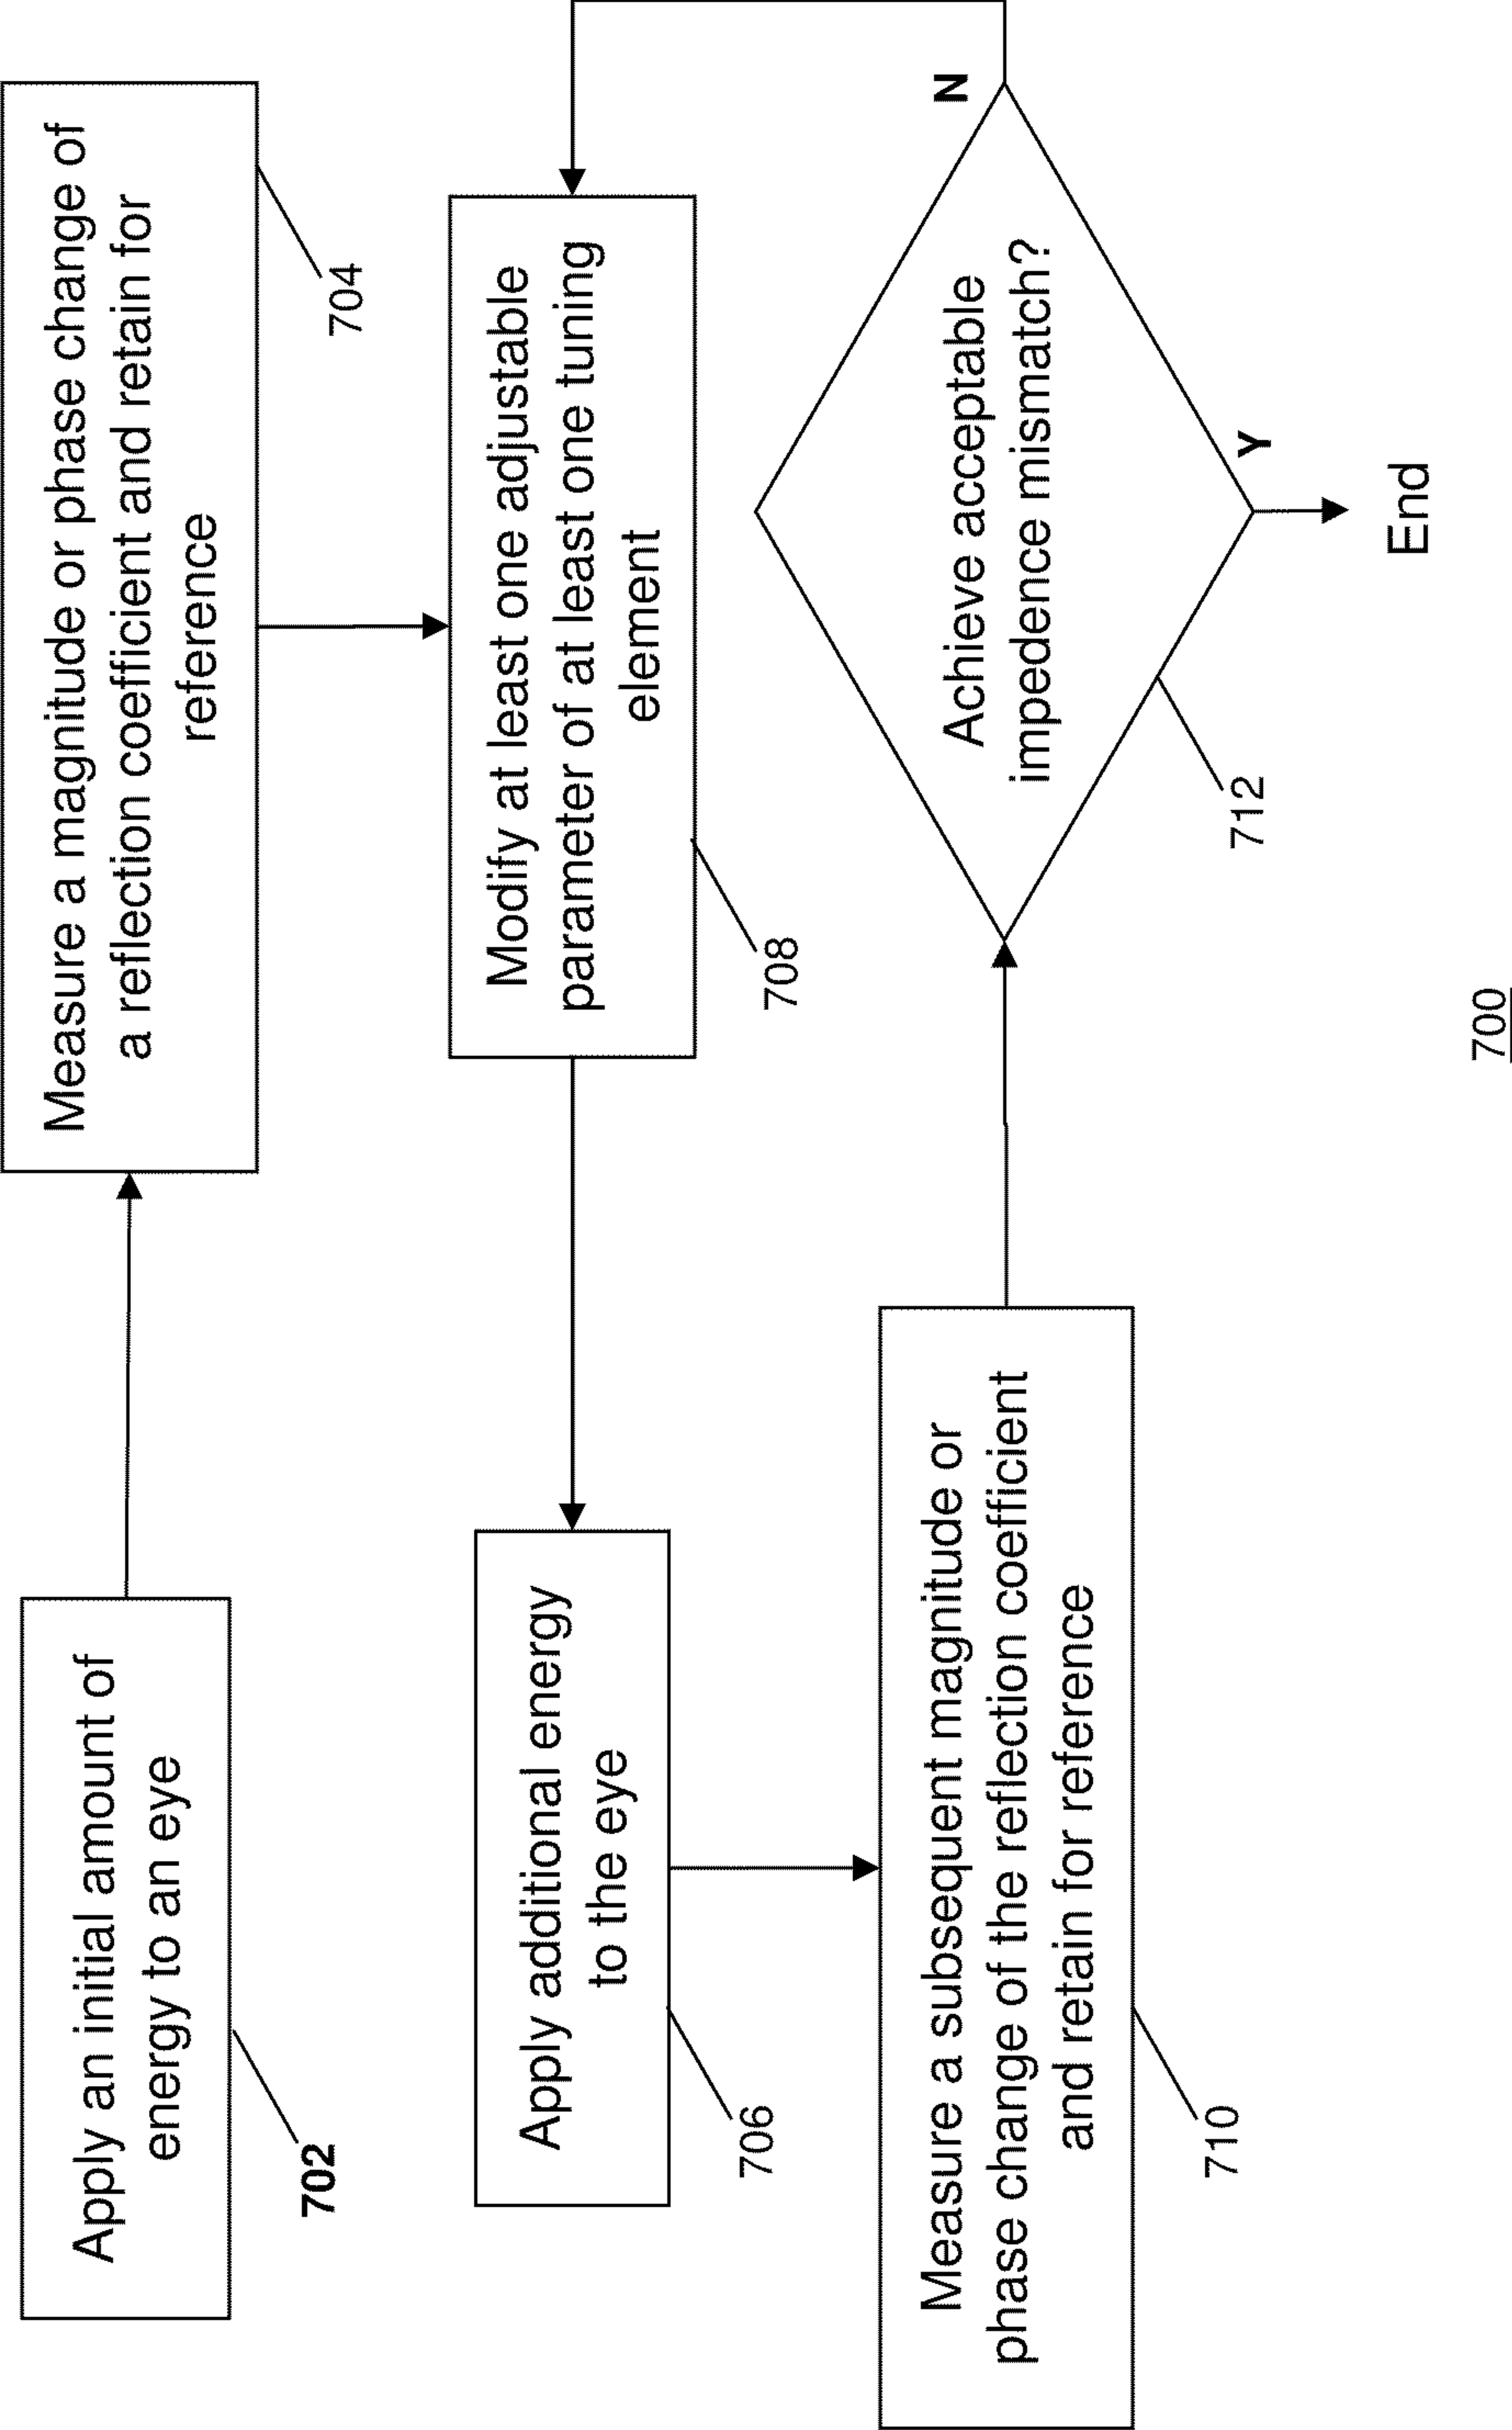 Apply an initial amount of
energy to an eye
702
Measure a magnitude or phase change of
a reflection coefficient and retain for
reference
704
Modify at least one adjustable
parameter of at least one tuning
element
708
Apply additional energy
to the eye
706
Measure a subsequent magnitude or
phase change of the reflection coefficient
and retain for reference
710
Achieve acceptable
impedence mismatch?
712
N
Y
End
700